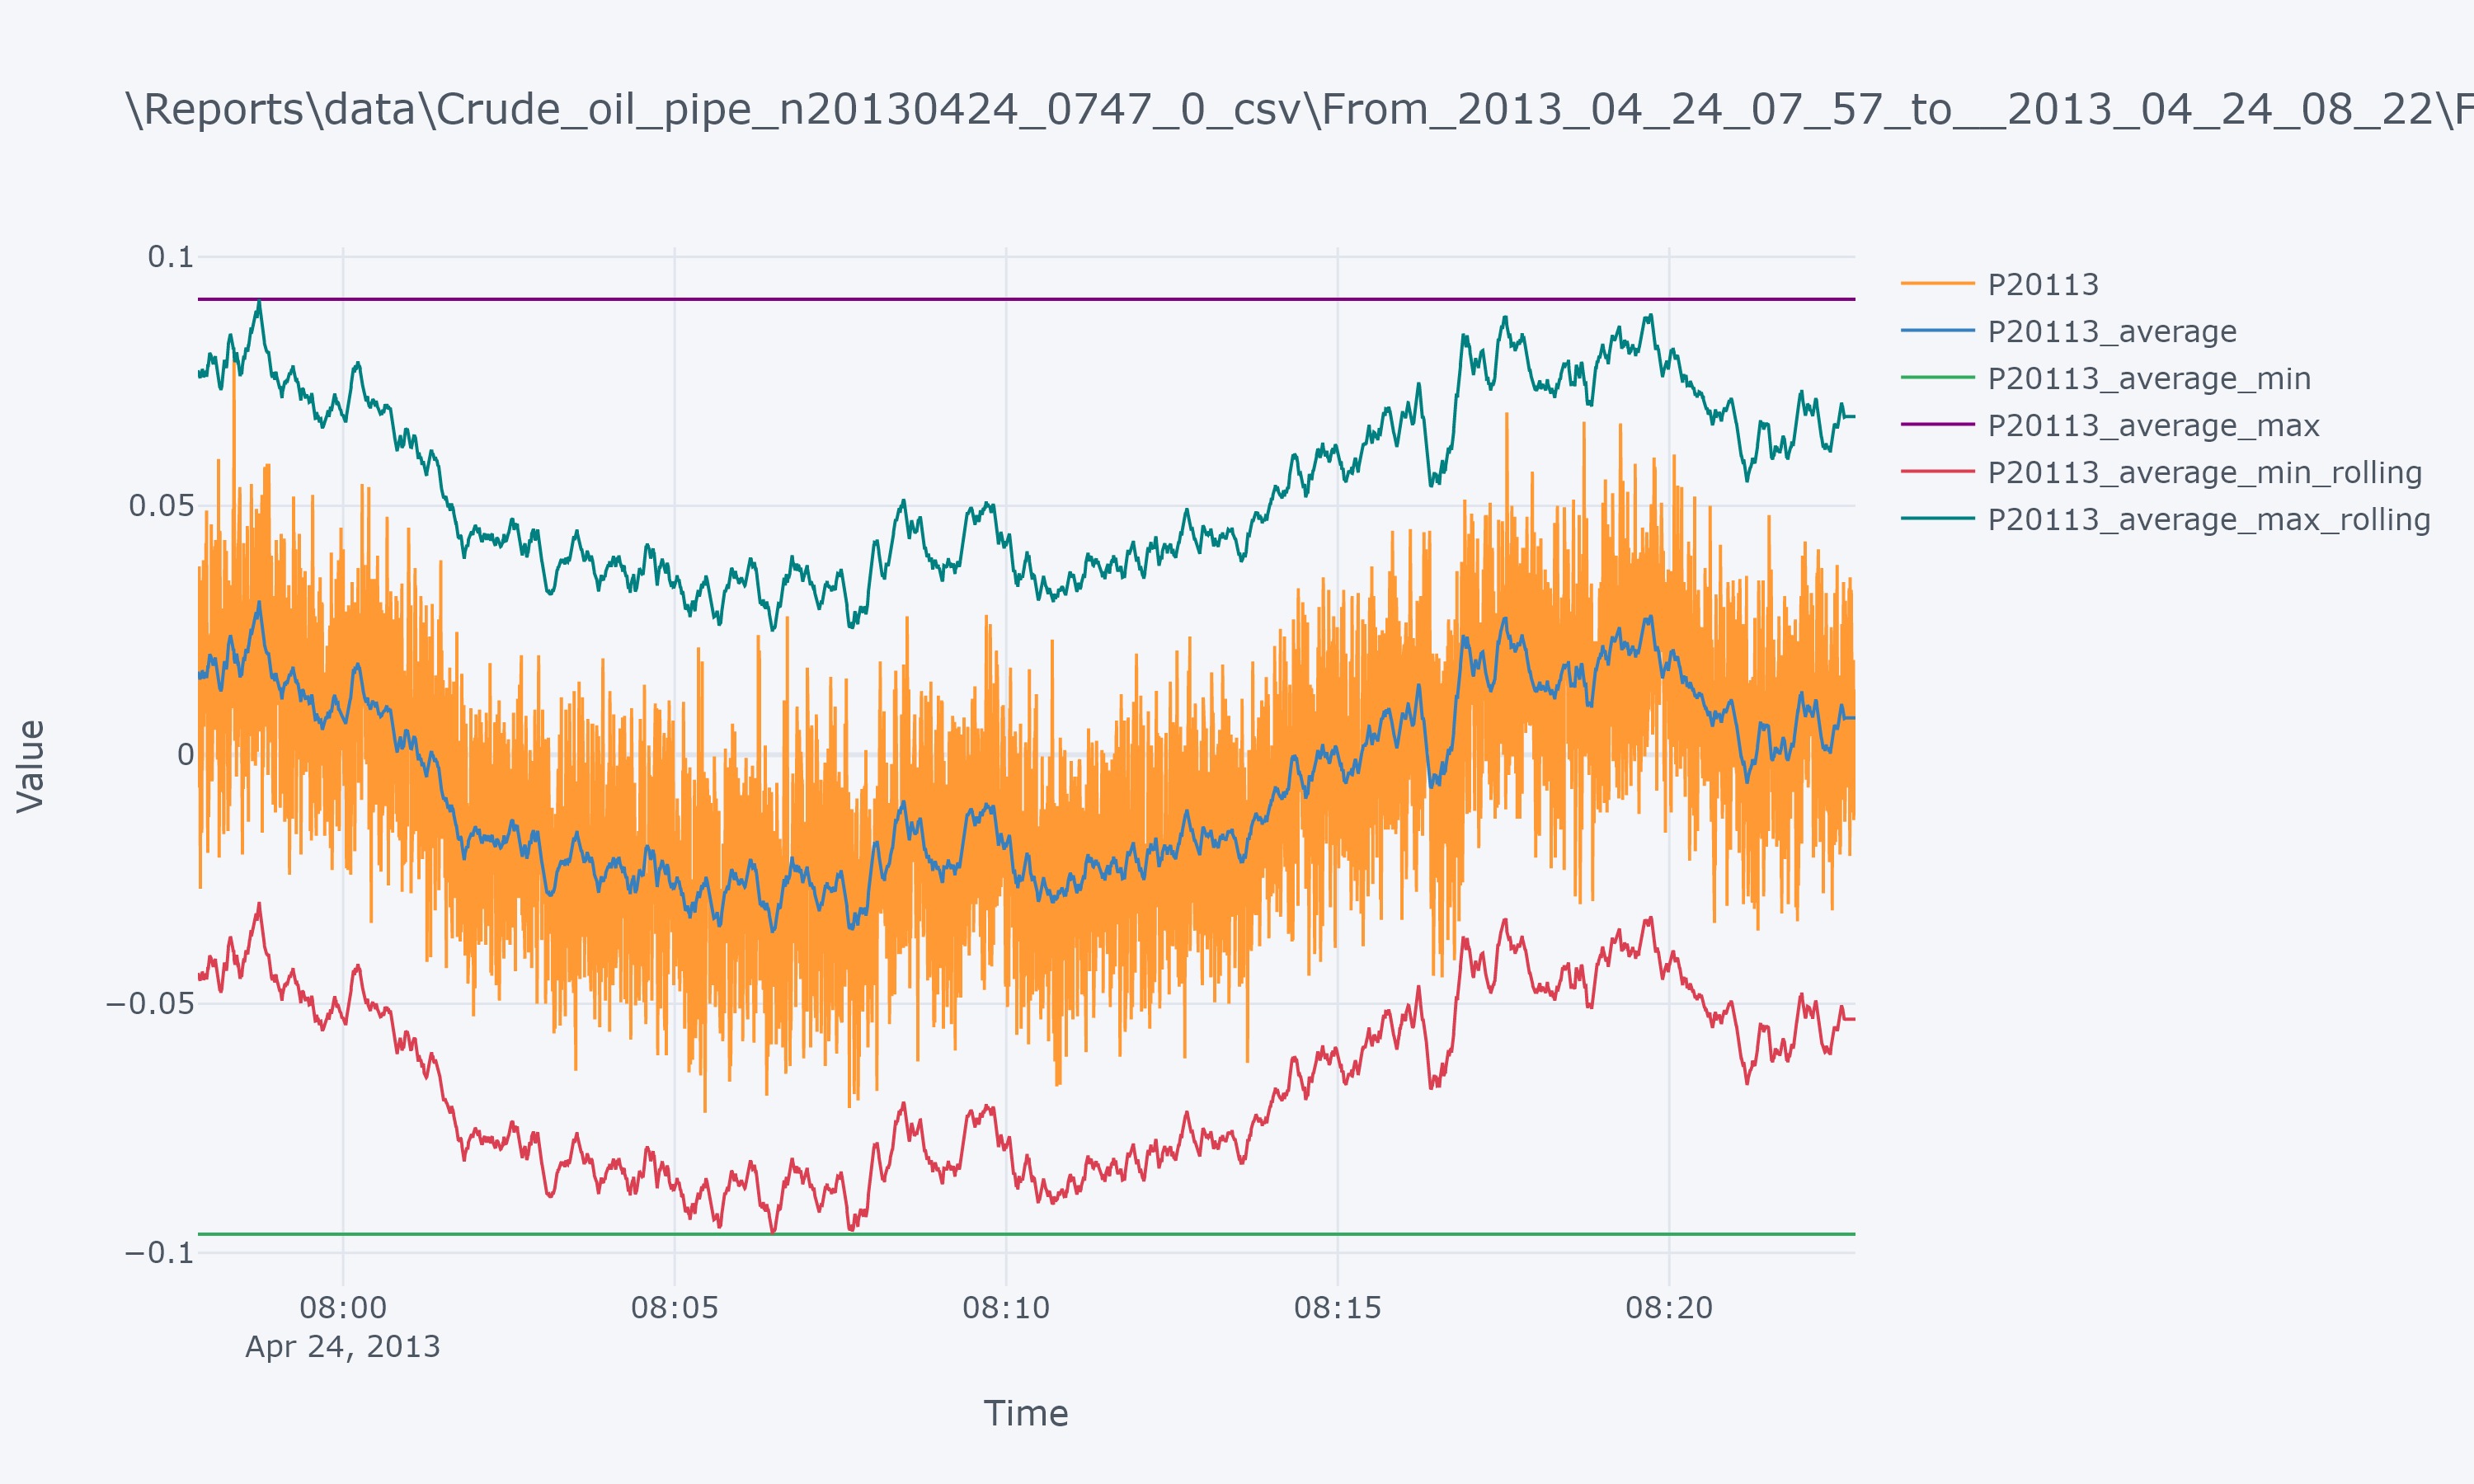 \Reports\data\Crude_oil_pipe_n20130424_0747_0_csv\From_2013_04_24_07_57_to__2013_04_24_08_22\F
0.1
0.05
0
−0.05
−0.1
Value
08:00
08:05
08:10
08:15
08:20
Apr 24, 2013
Time
P20113
P20113_average
P20113_average_min
P20113_average_max
P20113_average_min_rolling
P20113_average_max_rolling